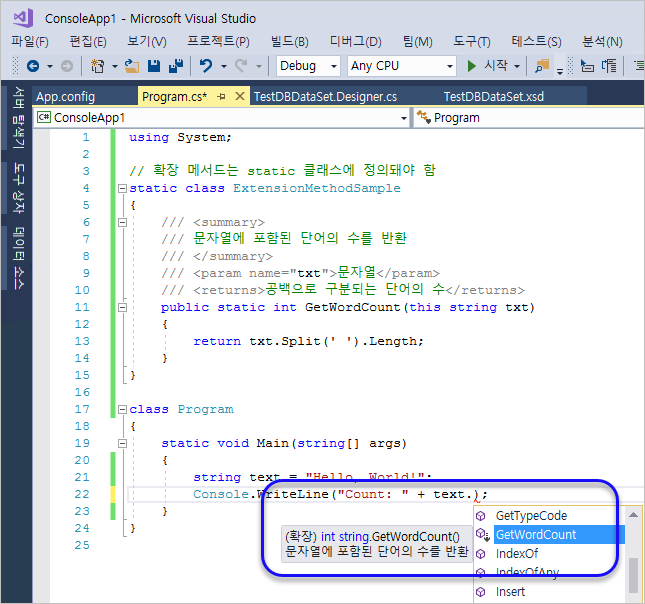 ConsoleApp1 - Microsoft Visual Studio
파일(F) 편집(E) 보기(V) 프로젝트(P) 빌드(B) 디버그(D) 팀(M) 도구(T) 테스트(S) 분석(N)
Debug Any CPU 시작
App.config Program.cs* TestDBDataSet.Designer.cs TestDBDataSet.xsd
C# ConsoleApp1 Program
서버 탐색기
도구 상자
데이터 소스
1 using System;
2
3 // 확장 메서드는 static 클래스에 정의돼야 함
4 static class ExtensionMethodSample
5 {
6 /// <summary>
7 /// 문자열에 포함된 단어의 수를 반환
8 /// </summary>
9 /// <param name="txt">문자열</param>
10 /// <returns>공백으로 구분되는 단어의 수</returns>
11 public static int GetWordCount(this string txt)
12 {
13 return txt.Split(' ').Length;
14 }
15 }
16
17 class Program
18 {
19 static void Main(string[] args)
20 {
21 string text = "Hello, World!";
22 Console.WriteLine("Count: " + text.);
23 }
24 }
25
(확장) int string.GetWordCount()
문자열에 포함된 단어의 수를 반환
GetTypeCode
GetWordCount
IndexOf
IndexOfAny
Insert